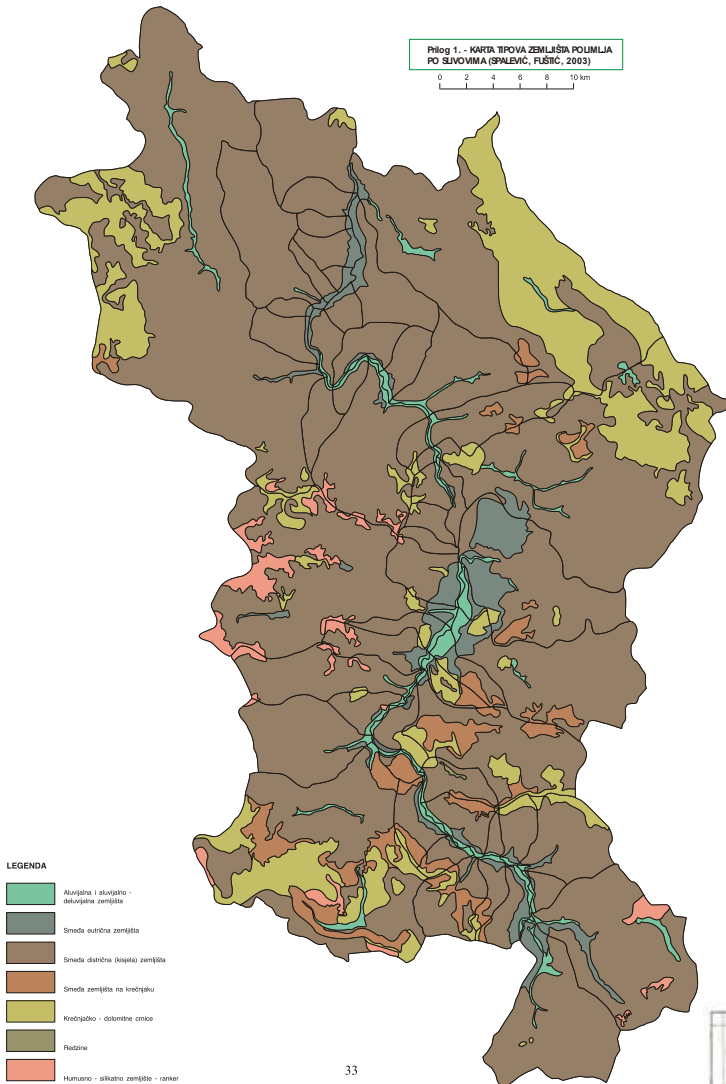 Prilog 1. - KARTA TIPOVA ZEMLJIŠTA POLIMLJA
PO SLIVOVIMA (SPALEVIĆ, FUŠTIĆ, 2003)
0 2 4 6 8 10 km
LEGENDA
Aluvijalna i aluvijalno -
deluvijalna zemljišta
Smeđa eutrična zemljišta
Smeđa distrična (kisjela) zemljišta
Smeđa zemljišta na krečnjaku
Krečnjačko - dolomitne crnice
Redzine
Humusno - silikatno zemljište - ranker
33